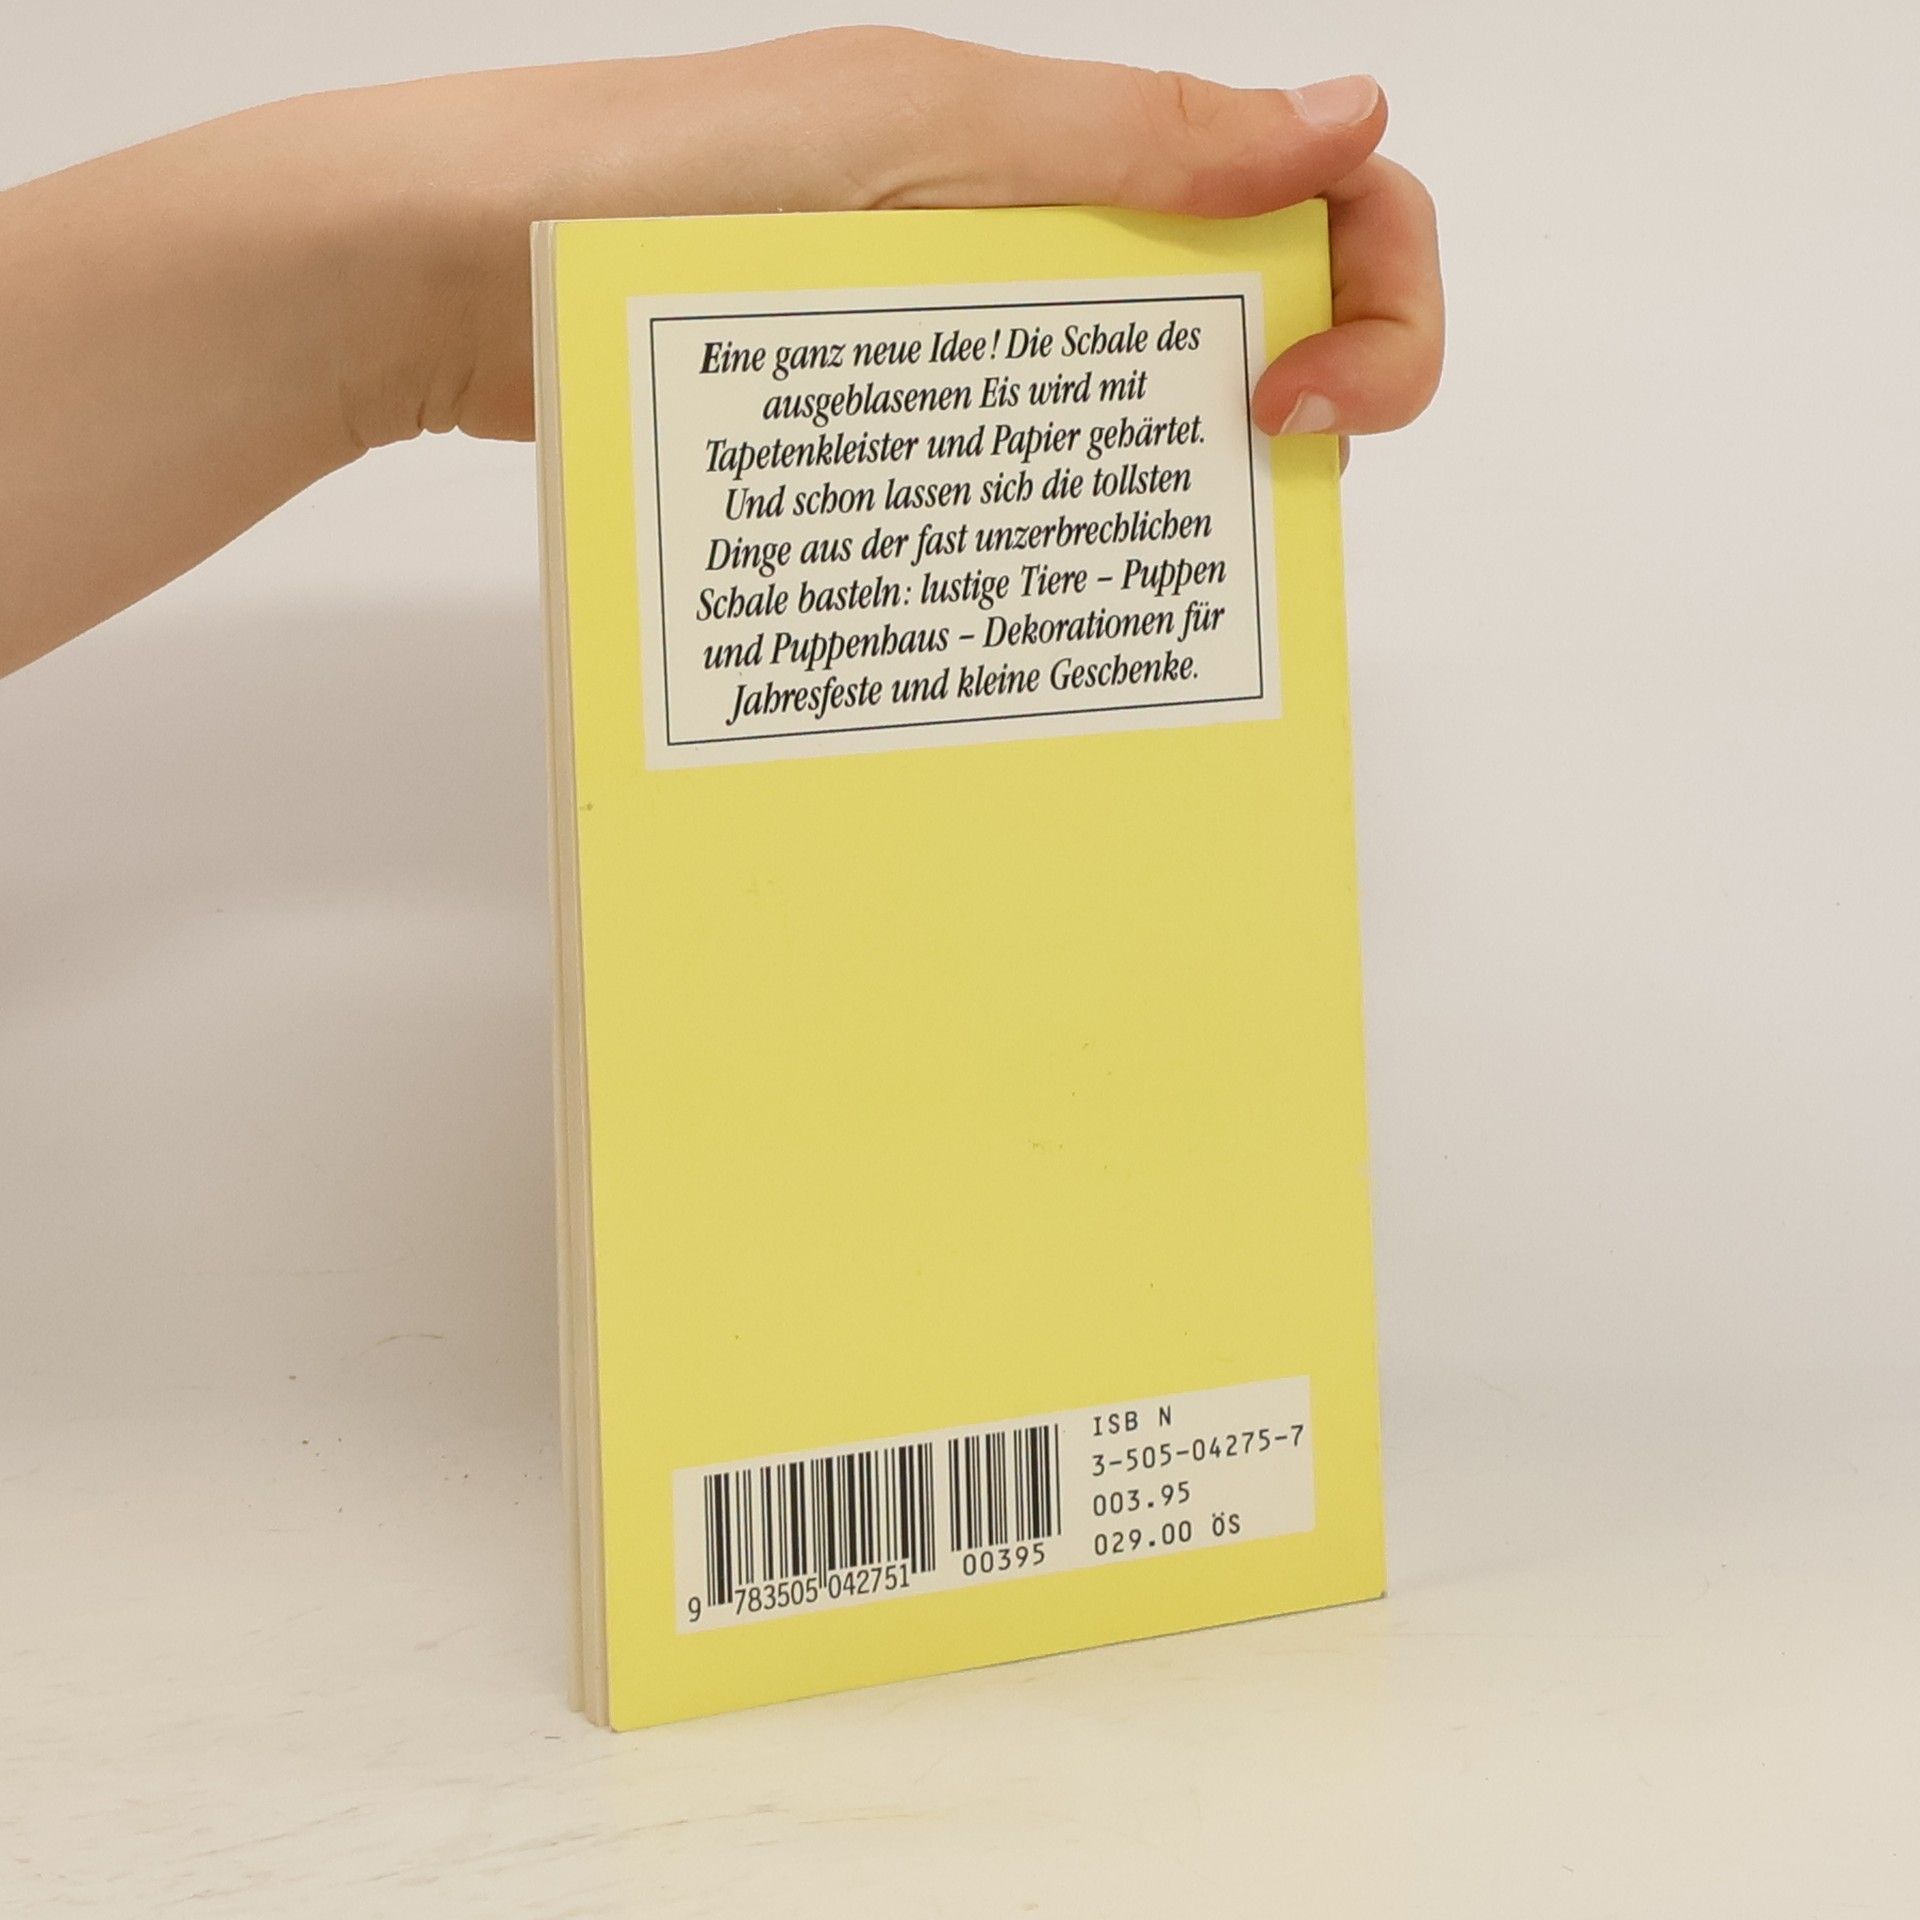 Eine ganz neue Idee! Die Schale des
ausgeblasenen Eis wird mit
Tapetenkleister und Papier gehärtet.
Und schon lassen sich die tollsten
Dinge aus der fast unzerbrechlichen
Schale basteln: lustige Tiere – Puppen
und Puppenhaus – Dekorationen für
Jahresfeste und kleine Geschenke.
ISB N
3-505-04275-7
003.95
029.00 öS
9 783505 042751
00395